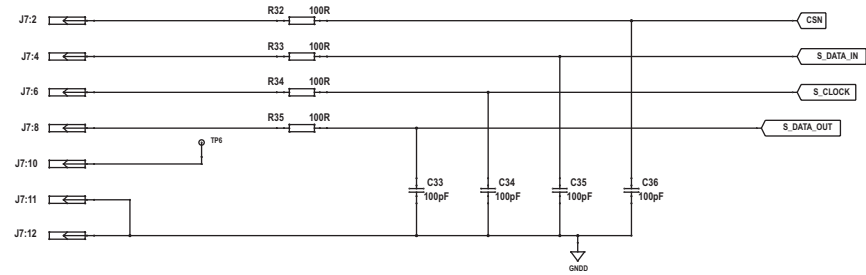 J7:2 R32 100R CSN
J7:4 R33 100R S_DATA_IN
J7:6 R34 100R S_CLOCK
J7:8 R35 100R S_DATA_OUT
TP6
J7:10
C33 C34 C35 C36
100pF 100pF 100pF 100pF
J7:11
J7:12
GNDD